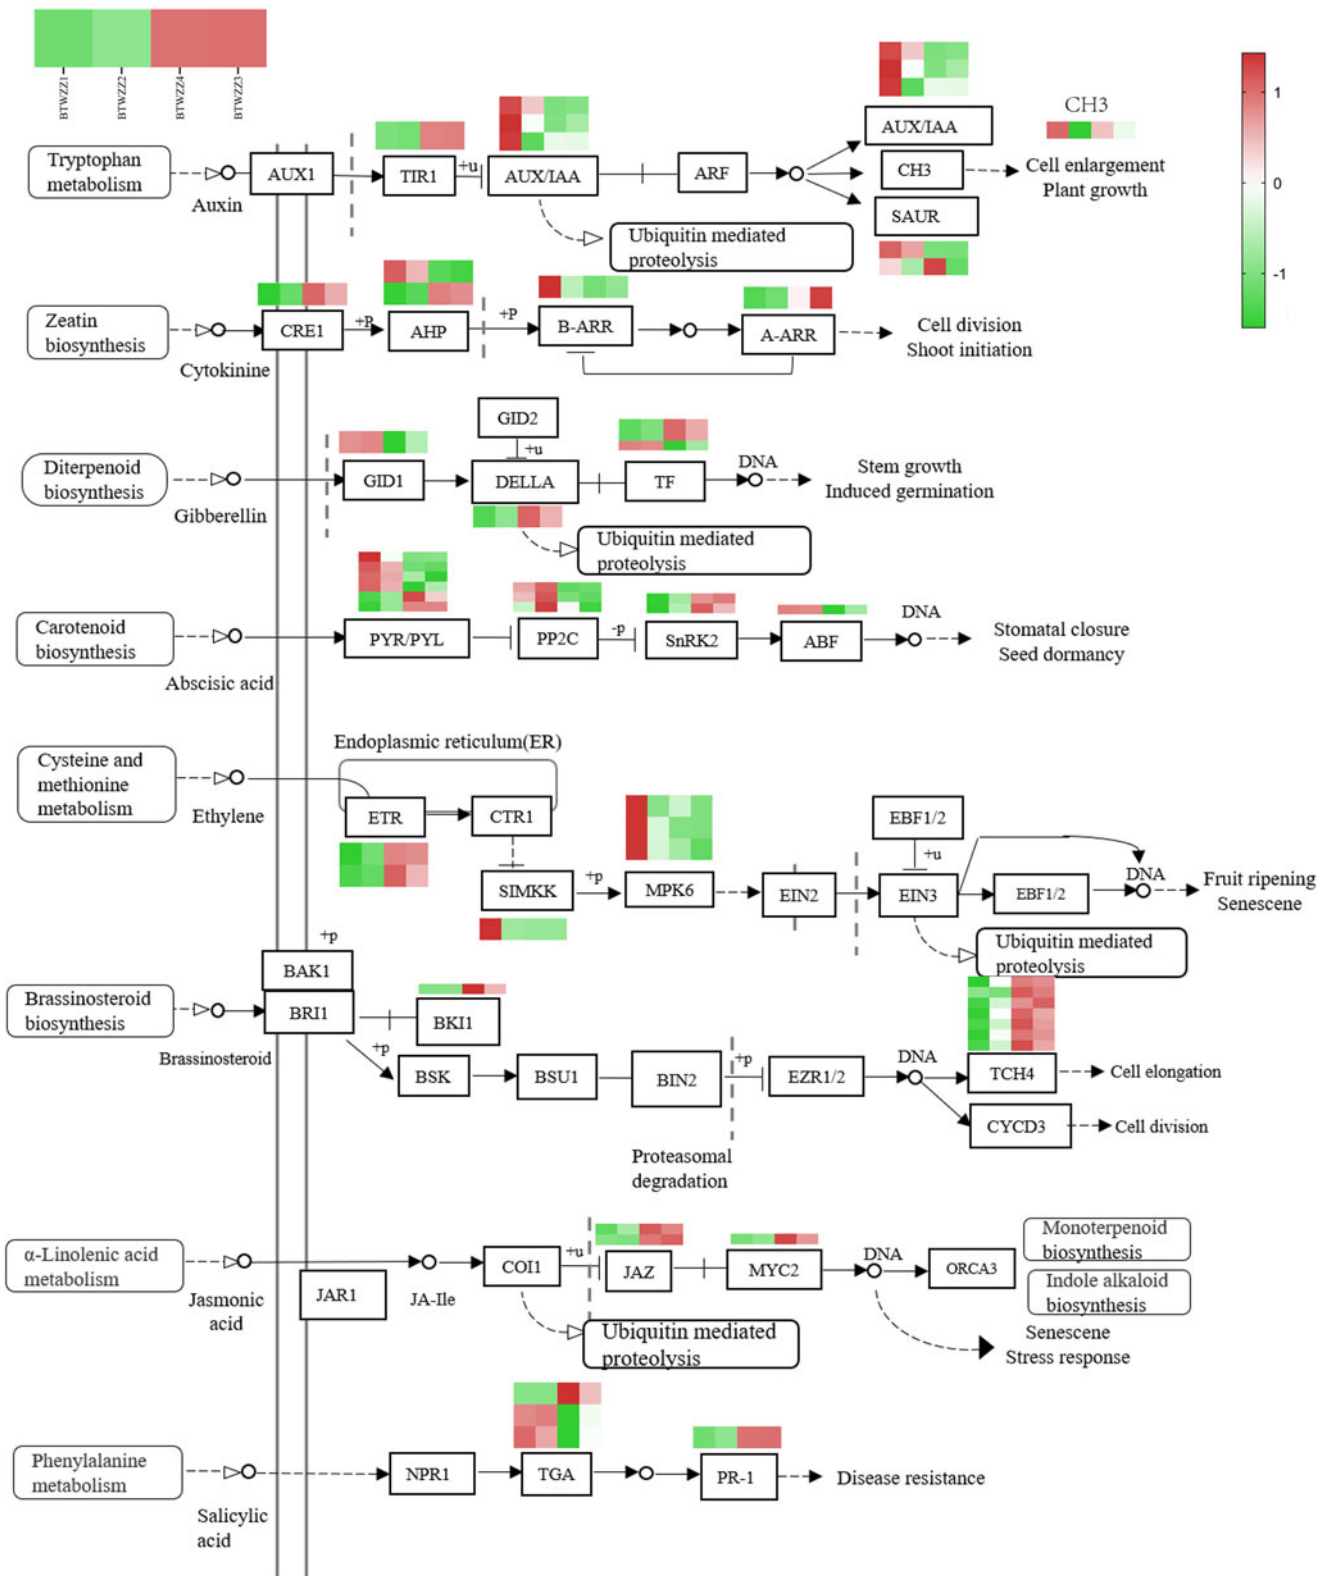 BTWZZ1
BTWZZ2
BTWZZ4
BTWZZ3
1
0
-1
CH3
Tryptophan
metabolism
Auxin
AUX1
TIR1
+u
AUX/IAA
ARF
AUX/IAA
CH3
SAUR
Cell enlargement
Plant growth
Ubiquitin mediated
proteolysis
Zeatin
biosynthesis
Cytokinine
CRE1
+P
AHP
+P
B-ARR
A-ARR
Cell division
Shoot initiation
GID2
+u
Diterpenoid
biosynthesis
Gibberellin
GID1
DELLA
TF
DNA
Stem growth
Induced germination
Ubiquitin mediated
proteolysis
Carotenoid
biosynthesis
Abscisic acid
PYR/PYL
PP2C
-p
SnRK2
ABF
DNA
Stomatal closure
Seed dormancy
Cysteine and
methionine
metabolism
Ethylene
Endoplasmic reticulum(ER)
ETR
CTR1
SIMKK
+p
MPK6
EIN2
EBF1/2
+u
EIN3
EBF1/2
DNA
Fruit ripening
Senescene
Ubiquitin mediated
proteolysis
+p
BAK1
Brassinosteroid
biosynthesis
Brassinosteroid
BRI1
BKI1
+p
BSK
BSU1
BIN2
+p
EZR1/2
DNA
TCH4
Cell elongation
CYCD3
Cell division
Proteasomal
degradation
α-Linolenic acid
metabolism
Jasmonic
acid
JAR1
JA-Ile
COI1
+u
JAZ
MYC2
DNA
ORCA3
Monoterpenoid
biosynthesis
Indole alkaloid
biosynthesis
Senescene
Stress response
Ubiquitin mediated
proteolysis
Phenylalanine
metabolism
Salicylic
acid
NPR1
TGA
PR-1
Disease resistance